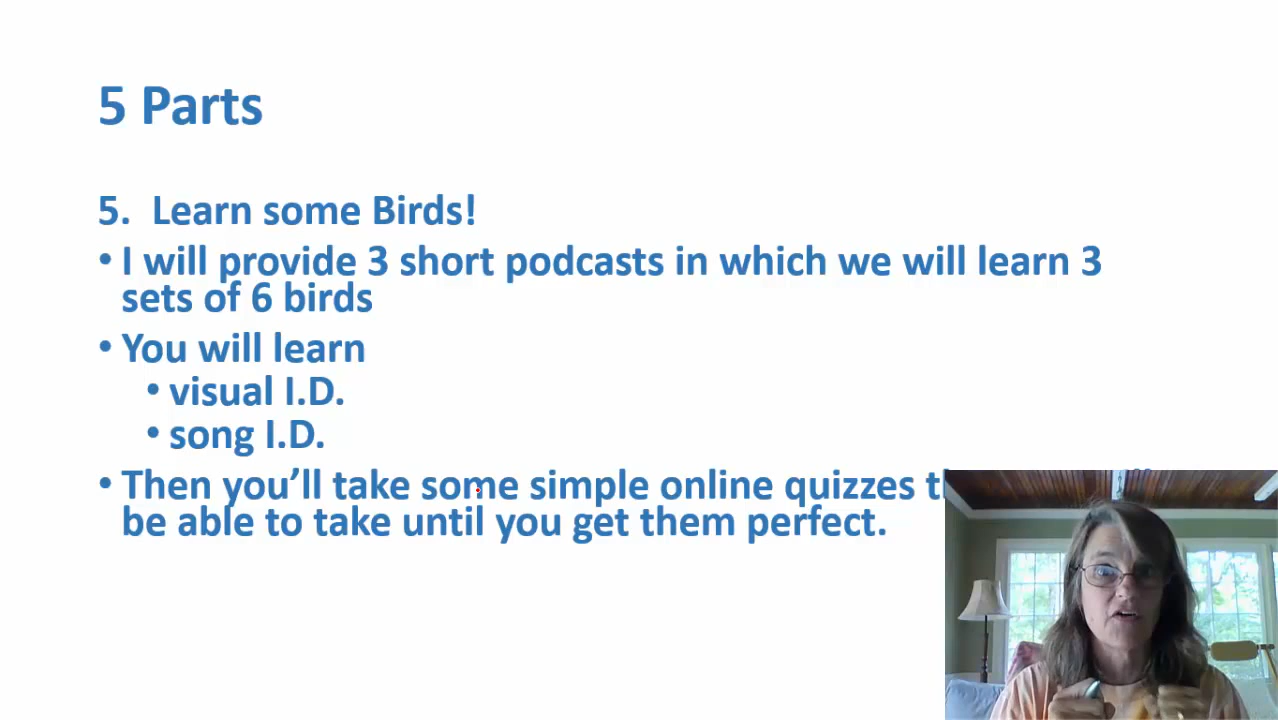 5 Parts
5. Learn some Birds!
• I will provide 3 short podcasts in which we will learn 3
sets of 6 birds
• You will learn
• visual I.D.
• song I.D.
• Then you’ll take some simple online quizzes
be able to take until you get them perfect.